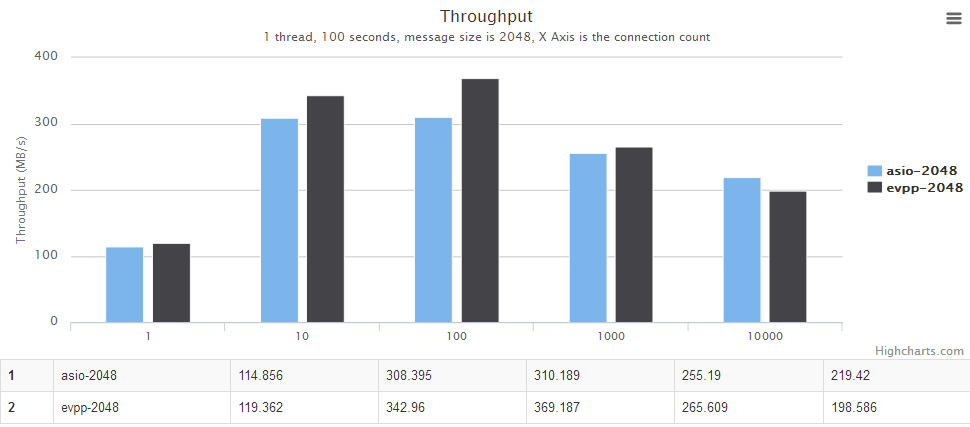 Throughput
1 thread, 100 seconds, message size is 2048, X Axis is the connection count
Throughput (MB/s)
400
300
200
100
0
1 10 100 1000 10000
asio-2048
evpp-2048
Highcharts.com
1 asio-2048 114.856 308.395 310.189 255.19 219.42
2 evpp-2048 119.362 342.96 369.187 265.609 198.586